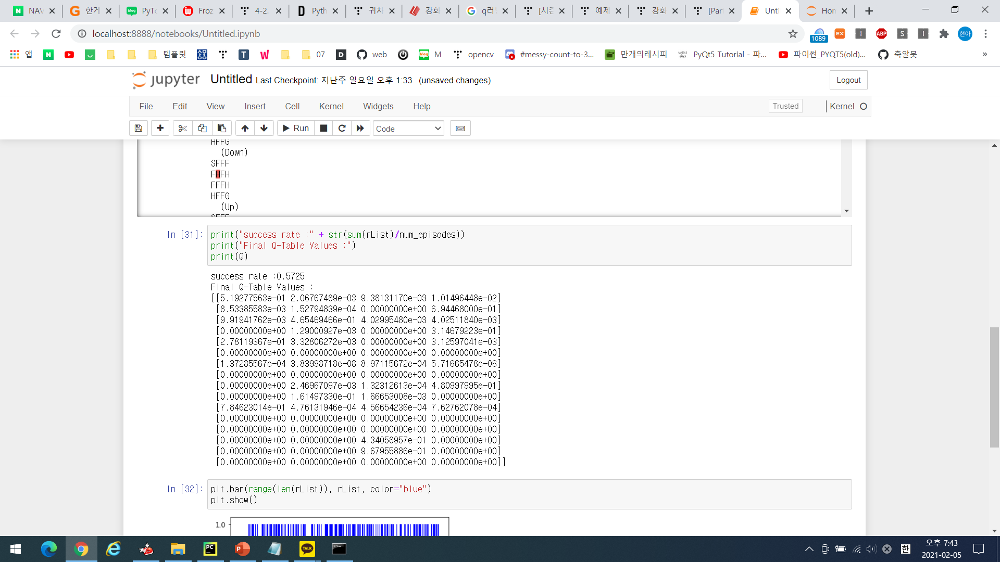 NAV
한게
PyTo
Froz
4-2.
Pyth
귀차
강화
q러닝
[시즌
예제
강화
[Part
Unti
Hom
localhost:8888/notebooks/Untitled.ipynb
1089
EX
ABP
S
현아
앱
템플릿
07
web
M
opencv
#messy-count-to-3...
만개의레시피
PyQt5 Tutorial - 파...
파이썬_PYQT5(old)...
축알못
»
jupyter
Untitled Last Checkpoint: 지난주 일요일 오후 1:33 (unsaved changes)
Logout
File Edit View Insert Cell Kernel Widgets Help
Trusted
Kernel
Run
Code
HFFG
(Down)
SFFF
FHFH
FFFH
HFFG
(Up)
SFFF
In [31]:
print("success rate :" + str(sum(rList)/num_episodes))
print("Final Q-Table Values :")
print(Q)
success rate :0.5725
Final Q-Table Values :
[[5.19277563e-01 2.06767489e-03 9.38131170e-03 1.01496448e-02]
[8.53385583e-03 1.52794839e-04 0.00000000e+00 6.94468000e-01]
[9.91941762e-03 4.65469466e-01 4.02995480e-03 4.02511840e-03]
[0.00000000e+00 1.29000927e-03 0.00000000e+00 3.14679223e-01]
[2.78119367e-01 3.32806272e-03 0.00000000e+00 3.12597041e-03]
[0.00000000e+00 0.00000000e+00 0.00000000e+00 0.00000000e+00]
[1.37285567e-04 3.83998718e-08 8.97115672e-04 5.71665478e-06]
[0.00000000e+00 0.00000000e+00 0.00000000e+00 0.00000000e+00]
[0.00000000e+00 2.46967097e-03 1.32312613e-04 4.80997995e-01]
[0.00000000e+00 1.61497330e-01 1.66653008e-03 0.00000000e+00]
[7.84623014e-01 4.76131946e-04 4.56654236e-04 7.62762078e-04]
[0.00000000e+00 0.00000000e+00 0.00000000e+00 0.00000000e+00]
[0.00000000e+00 0.00000000e+00 0.00000000e+00 0.00000000e+00]
[0.00000000e+00 0.00000000e+00 4.34058957e-01 0.00000000e+00]
[0.00000000e+00 0.00000000e+00 9.67955886e-01 0.00000000e+00]
[0.00000000e+00 0.00000000e+00 0.00000000e+00 0.00000000e+00]]
In [32]:
plt.bar(range(len(rList)), rList, color="blue")
plt.show()
1.0
PC
TALK
한
오후 7:43
2021-02-05